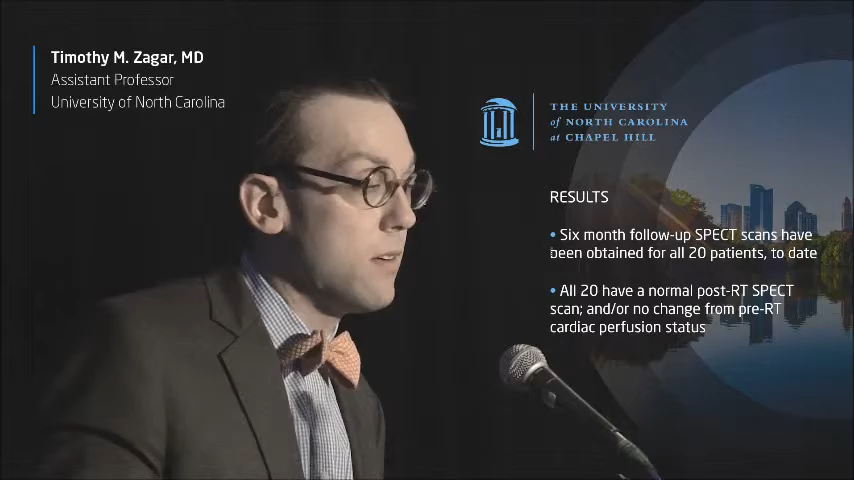 Timothy M. Zagar, MD
Assistant Professor
University of North Carolina
THE UNIVERSITY
of NORTH CAROLINA
at CHAPEL HILL
RESULTS
• Six month follow-up SPECT scans have
been obtained for all 20 patients, to date
• All 20 have a normal post-RT SPECT
scan; and/or no change from pre-RT
cardiac perfusion status